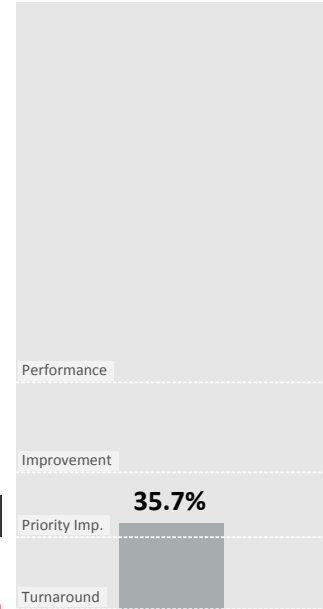 Performance
Improvement
35.7%
Priority Imp.
Turnaround